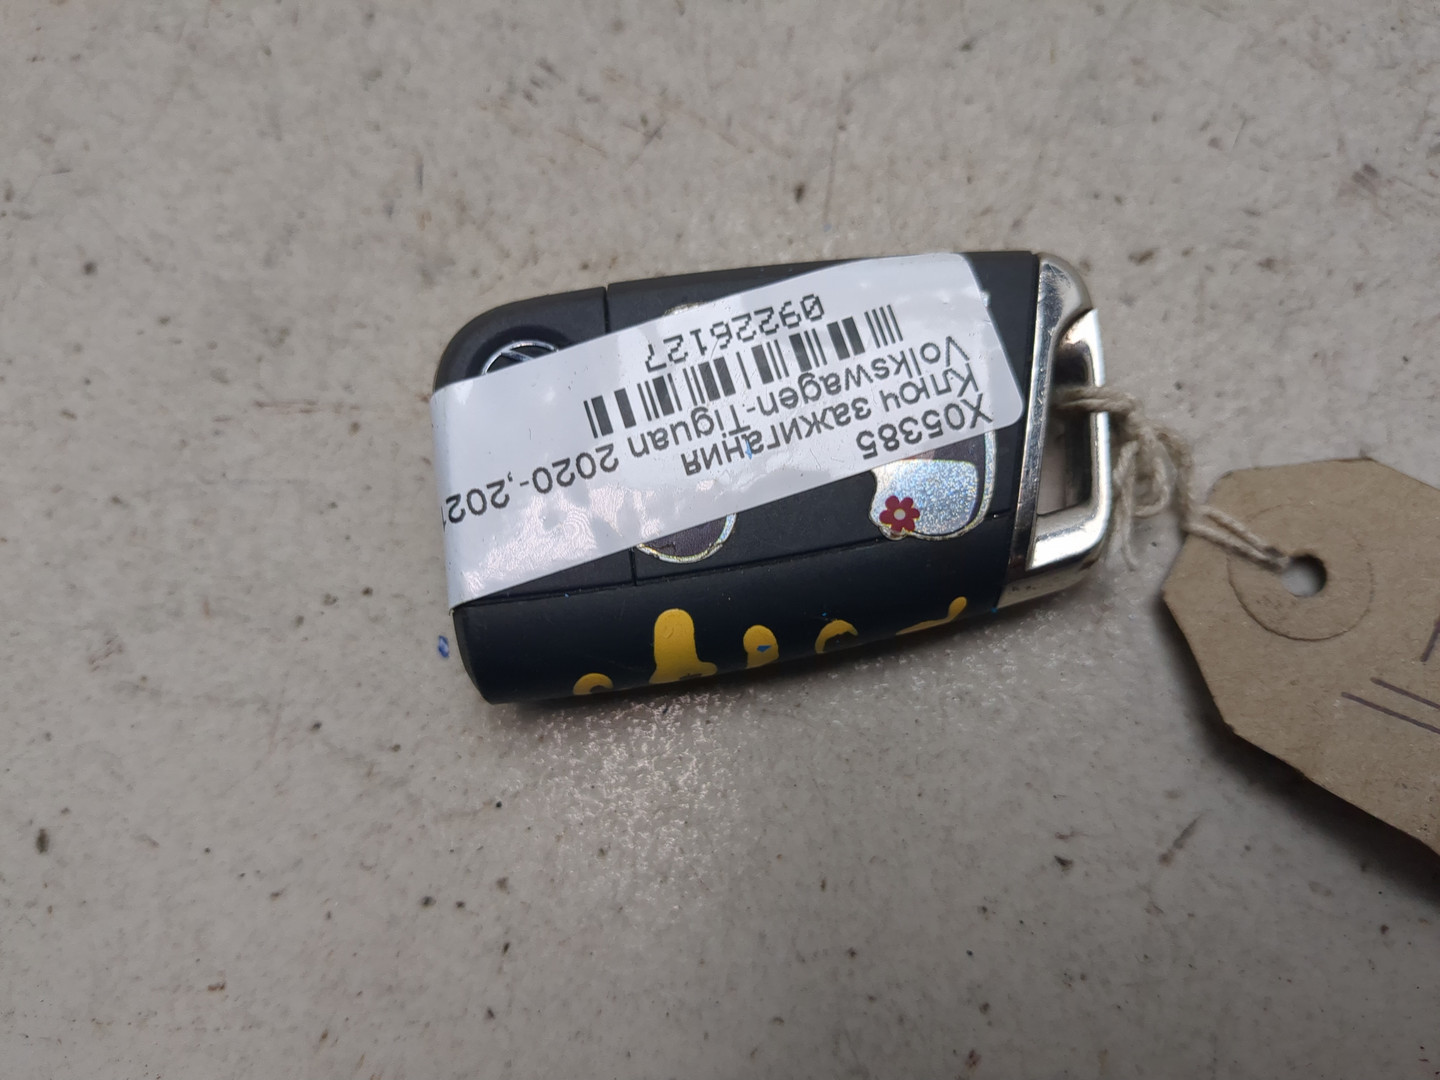 X05385
Ключ зажигания
Volkswagen-Tiguan 2020-,202
09226127